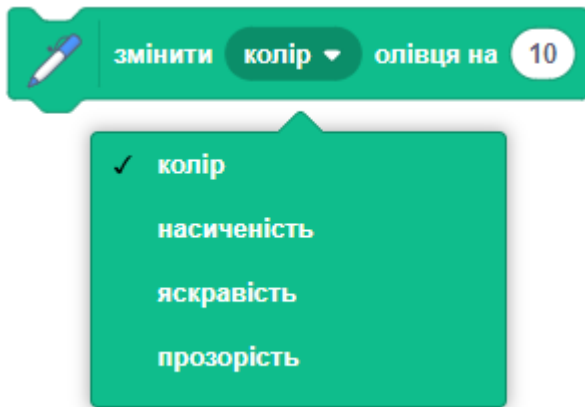 змінити колір олівця на 10
✓ колір
насиченість
яскравість
прозорість